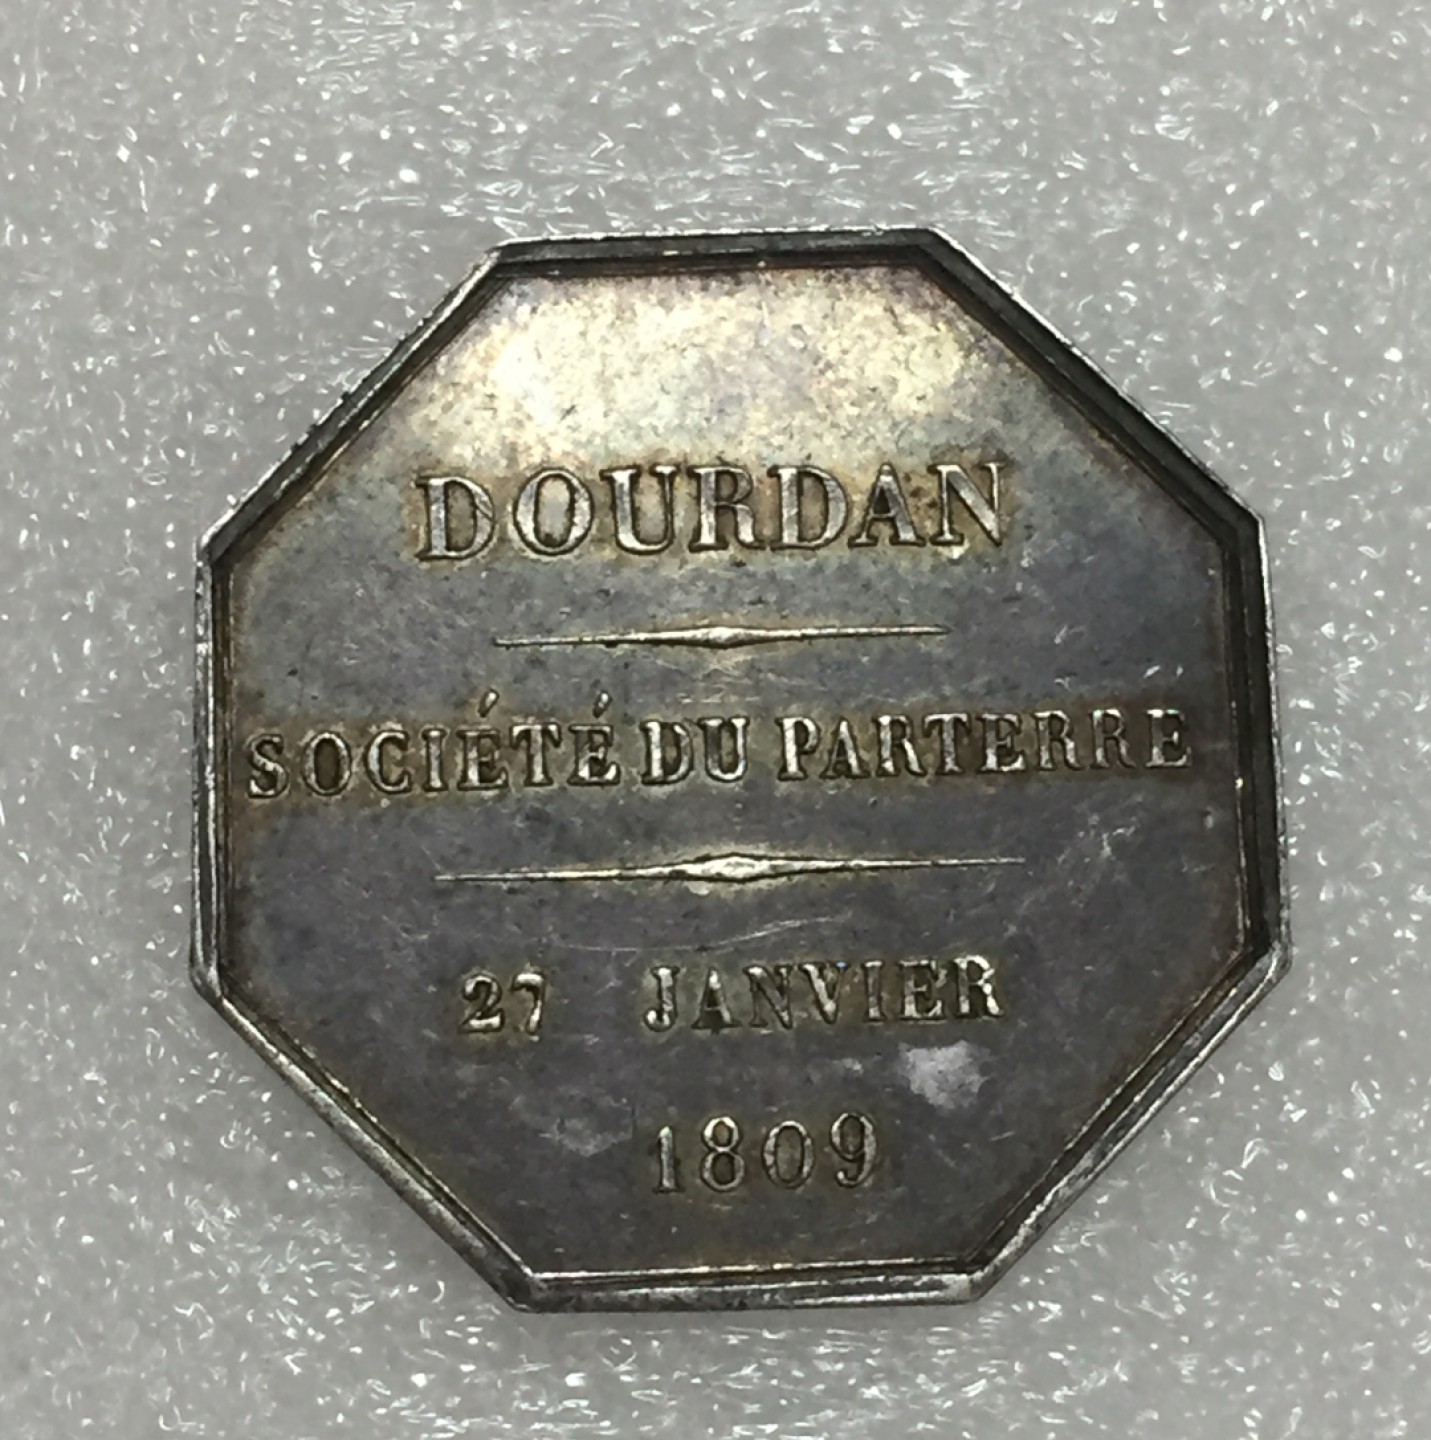 DOURDAN
SOCIÉTÉ DU PARTERRE
27 JANVIER
1809